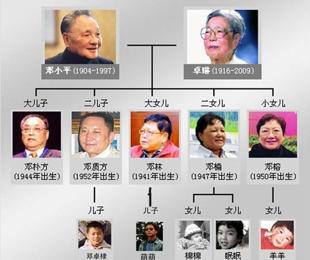 邓小平(1904-1997) 卓琳(1916-2009)
大儿子 二儿子 大女儿 二女儿 小女儿
邓朴方 邓质方 邓林 邓楠 邓榕
(1944年出生) (1952年出生) (1941年出生) (1947年出生) (1950年出生)
儿子 儿子 女儿 女儿 女儿
邓卓棣 萌萌 棉棉 眠眠 羊羊